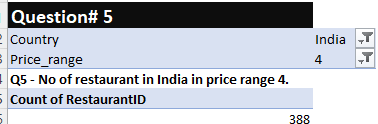 Question# 5
Country India
Price_range 4
Q5 - No of restaurant in India in price range 4.
Count of RestaurantID
388